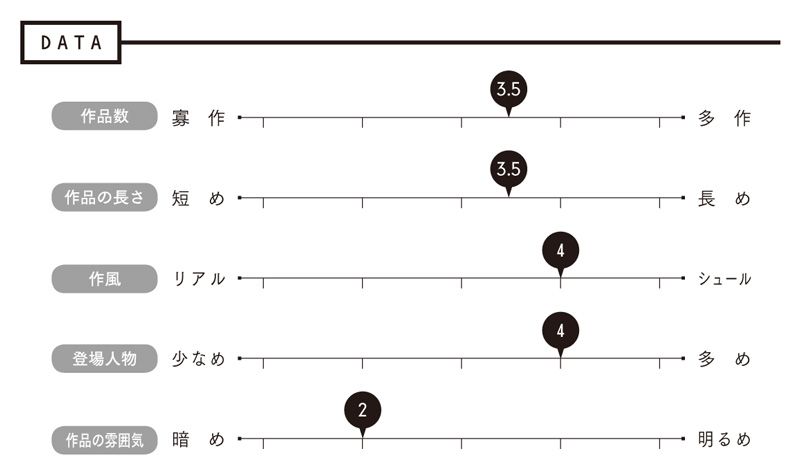 DATA
作品数 寡作 3.5 多作
作品の長さ 短め 3.5 長め
作風 リアル 4 シュール
登場人物 少なめ 4 多め
作品の雰囲気 暗め 2 明るめ